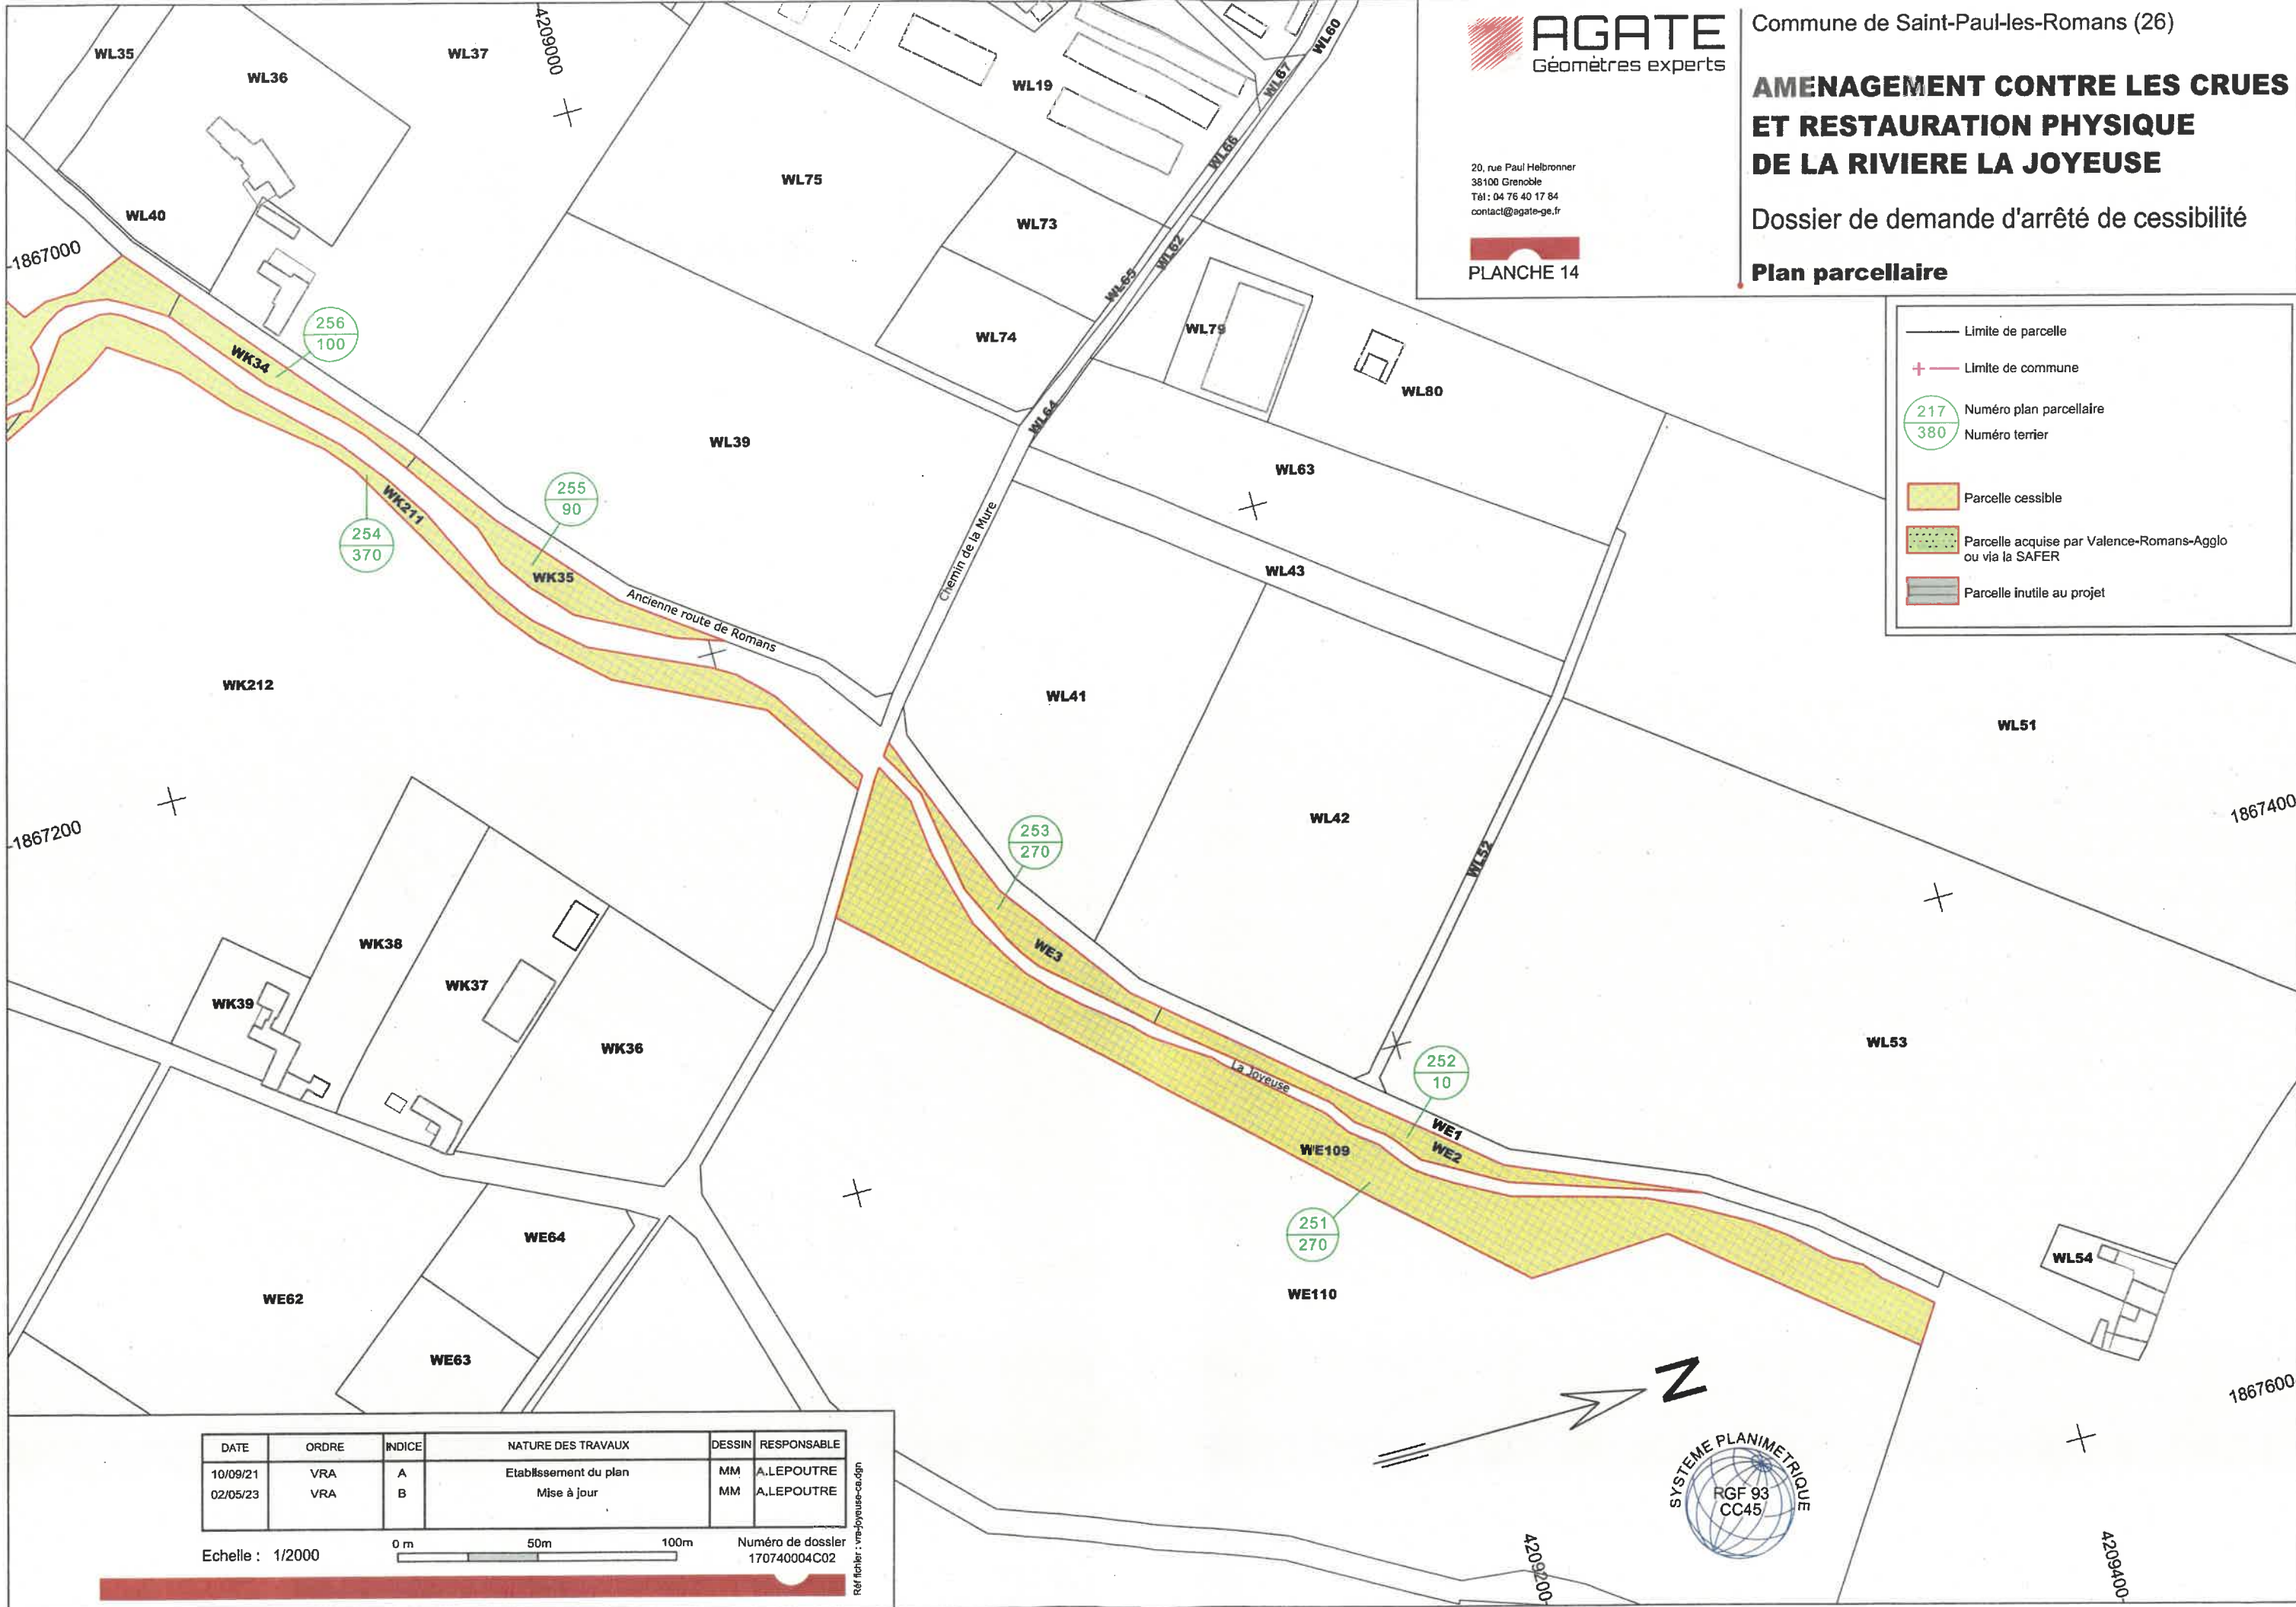 AGATE
Géomètres experts
20, rue Paul Helbronner
38100 Grenoble
Tél : 04 76 40 17 84
contact@agate-ge.fr
PLANCHE 14
Commune de Saint-Paul-les-Romans (26)
AMENAGEMENT CONTRE LES CRUES
ET RESTAURATION PHYSIQUE
DE LA RIVIERE LA JOYEUSE
Dossier de demande d'arrêté de cessibilité
Plan parcellaire
Limite de parcelle
Limite de commune
217
380
Numéro plan parcellaire
Numéro terrier
Parcelle cessible
Parcelle acquise par Valence-Romans-Agglo
ou via la SAFER
Parcelle inutile au projet
WL35
WL36
WL37
4209000
WL19
WL60
WL67
WL66
WL75
WL40
WL73
WL62
WL65
1867000
WL74
WL79
WL80
256
100
WK34
WL64
WL39
WL63
255
90
WK211
254
370
WK35
Chemin de la Mure
WL43
Ancienne route de Romans
WK212
WL41
WL51
1867400
1867200
WL42
253
270
WL52
WK38
WE3
WK37
WK39
WK36
WL53
252
10
La Joyeuse
WE1
WE2
WE109
251
270
WE64
WL54
WE62
WE110
WE63
N
1867600
SYSTEME PLANIMETRIQUE
RGF 93
CC45
4209200
4209400
DATE ORDRE INDICE NATURE DES TRAVAUX DESSIN RESPONSABLE
10/09/21 VRA A Etablissement du plan MM A.LEPOUTRE
02/05/23 VRA B Mise à jour MM A.LEPOUTRE
Echelle : 1/2000
0 m 50m 100m
Numéro de dossier
170740004C02
Réf fichier : vra-joyeuse-ca.dgn